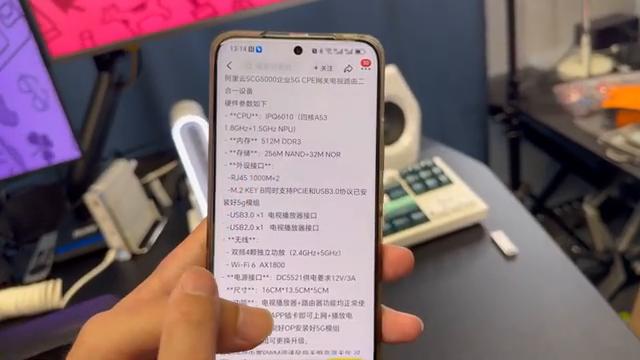 13:14
+关注
阿里云SCG5000企业5G CPE网关电视路由二
合一设备
硬件参数如下
- **CPU**：IPQ6010（四核A53
1.8GHz+1.5GHz NPU）
- **内存**：512M DDR3
- **存储**：256M NAND+32M NOR
- **外设接口**：
-RJ45 1000M×2
-M.2 KEY B同时支持PCIE和USB3.0协议已安
装好5g模组
-USB3.0 ×1 电视播放器接口
-USB2.0 ×1 电视播放器接口
- **无线**：
- 双频4颗独立功放（2.4GHz+5GHz）
- Wi-Fi 6 AX1800
- **电源接口**：DC5521供电要求12V/3A
- **尺寸**：16CM*13.5CM*5CM
电视播放器+路由器功能均正常使
APP插卡即可上网+播放电
好OP安装好5G模组
可更换升级，